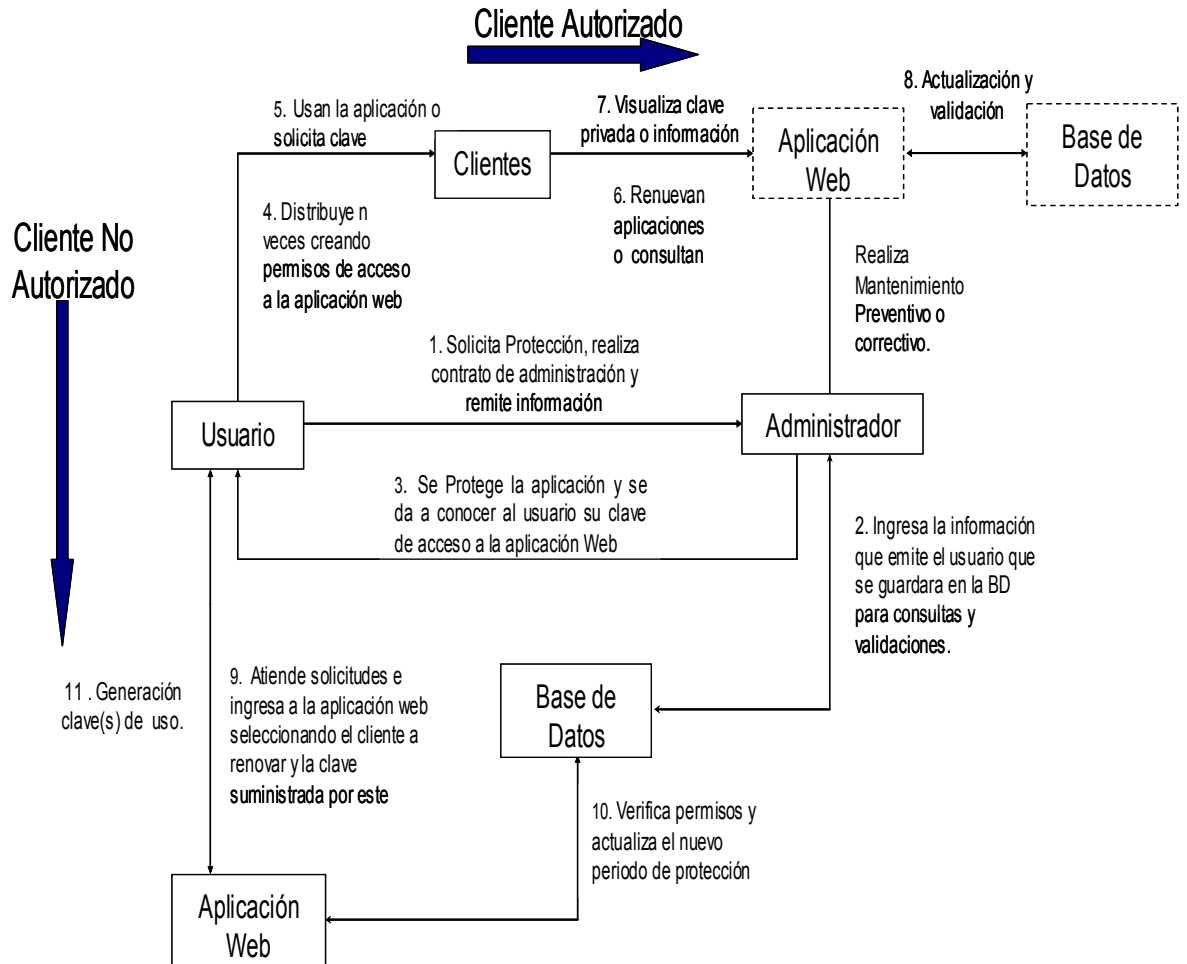 Cliente Autorizado
8. Actualización y
validación
5. Usan la aplicación o
solicita clave
7. Visualiza clave
privada o información
Clientes
Aplicación
Web
Base de
Datos
4. Distribuye n
veces creando
permisos de acceso
a la aplicación web
6. Renuevan
aplicaciones
o consultan
Cliente No
Autorizado
Realiza
Mantenimiento
Preventivo o
correctivo.
1. Solicita Protección, realiza
contrato de administración y
remite información
Usuario
Administrador
3. Se Protege la aplicación y se
da a conocer al usuario su clave
de acceso a la aplicación Web
2. Ingresa la información
que emite el usuario que
se guardara en la BD
para consultas y
validaciones.
11 . Generación
clave(s) de uso.
9. Atiende solicitudes e
ingresa a la aplicación web
seleccionando el cliente a
renovar y la clave
suministrada por este
Base de
Datos
10. Verifica permisos y
actualiza el nuevo
periodo de protección
Aplicación
Web